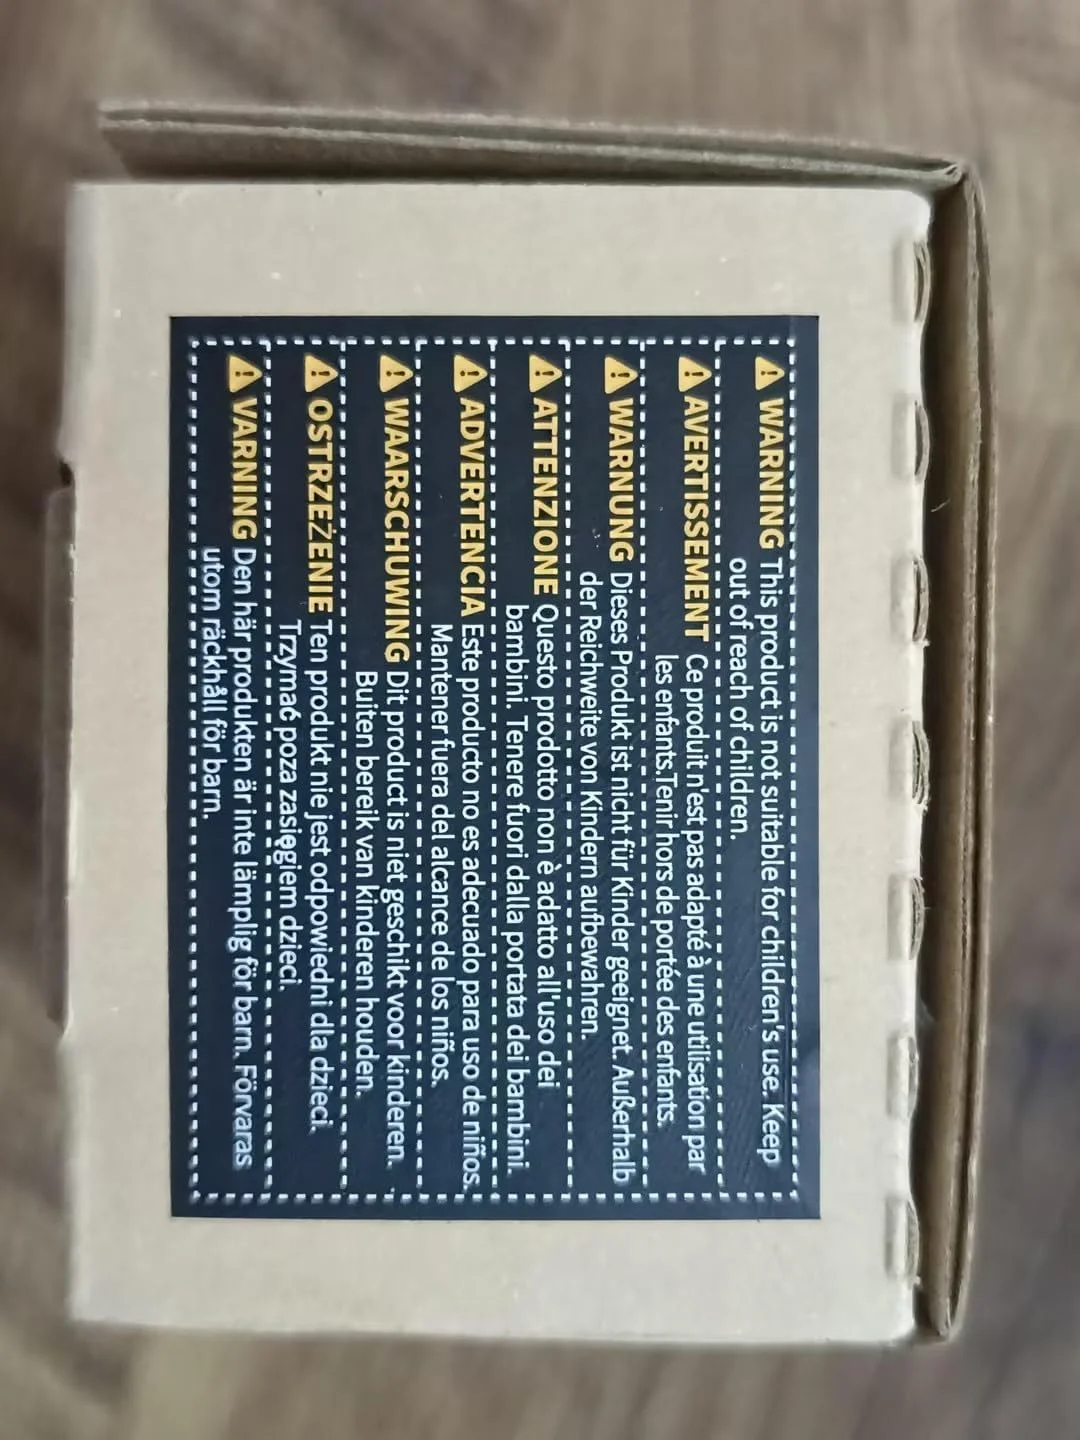 WARNING This product is not suitable for children's use. Keep
out of reach of children.
AVERTISSEMENT Ce produit n'est pas adapté à une utilisation par
les enfants.Tenir hors de portée des enfants.
WARNUNG Dieses Produkt ist nicht für Kinder geeignet. Außerhalb
der Reichweite von Kindern aufbewahren.
ATTENZIONE Questo prodotto non è adatto all'uso dei
bambini. Tenere fuori dalla portata dei bambini.
ADVERTENCIA Este producto no es adecuado para uso de niños.
Mantener fuera del alcance de los niños.
WAARSCHUWING Dit product is niet geschikt voor kinderen.
Buiten bereik van kinderen houden.
OSTRZEŻENIE Ten produkt nie jest odpowiedni dla dzieci.
Trzymać poza zasięgiem dzieci.
VARNING Den här produkten är inte lämplig för barn. Förvaras
utom räckhåll för barn.